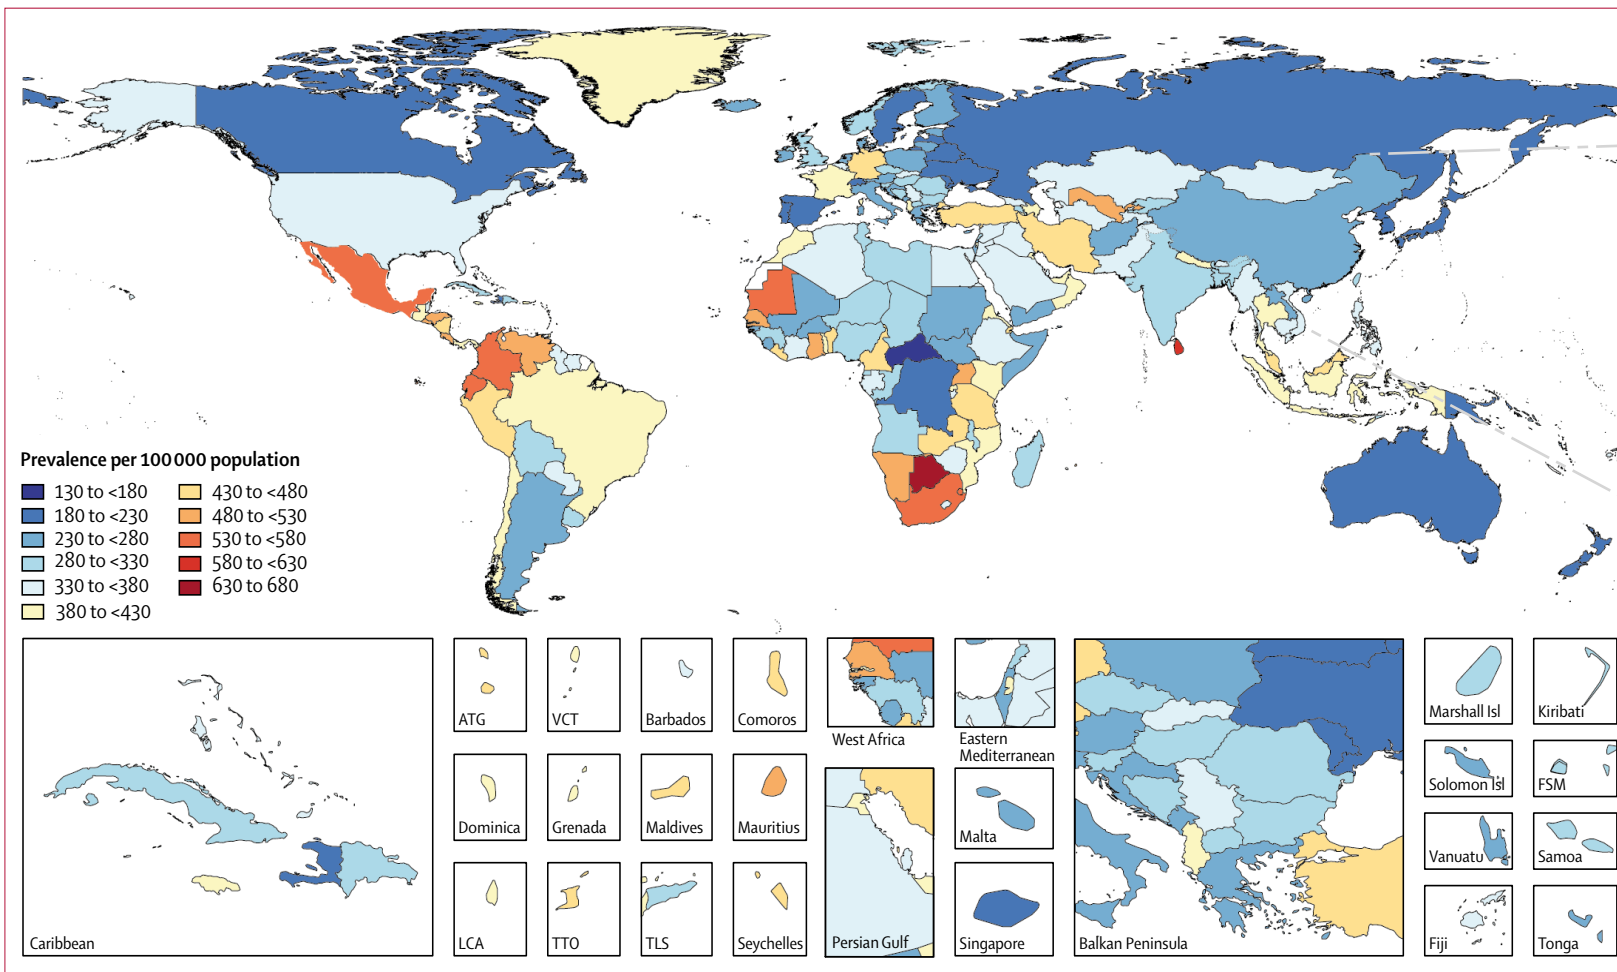 Prevalence per 100 000 population
130 to <180
180 to <230
230 to <280
280 to <330
330 to <380
380 to <430
430 to <480
480 to <530
530 to <580
580 to <630
630 to 680
Caribbean
ATG
VCT
Barbados
Comoros
Dominica
Grenada
Maldives
Mauritius
LCA
TTO
TLS
Seychelles
West Africa
Eastern
Mediterranean
Persian Gulf
Malta
Singapore
Balkan Peninsula
Marshall Isl
Kiribati
Solomon Isl
FSM
Vanuatu
Samoa
Fiji
Tonga